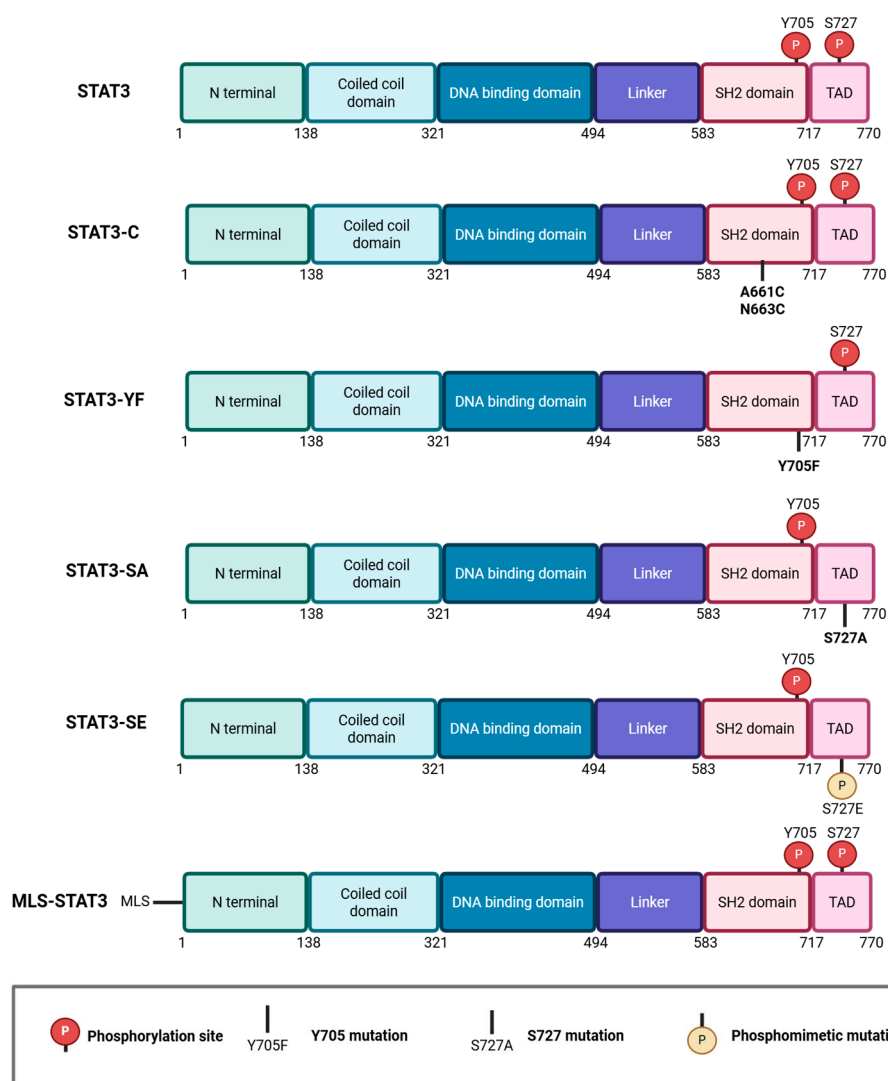 Y705 S727
P P
STAT3
N terminal
Coiled coil
domain
DNA binding domain
Linker
SH2 domain
TAD
1 138 321 494 583 717 770
Y705 S727
P P
STAT3-C
N terminal
Coiled coil
domain
DNA binding domain
Linker
SH2 domain
TAD
1 138 321 494 583 717 770
A661C
N663C
S727
P
STAT3-YF
N terminal
Coiled coil
domain
DNA binding domain
Linker
SH2 domain
TAD
1 138 321 494 583 717 770
Y705F
Y705
P
STAT3-SA
N terminal
Coiled coil
domain
DNA binding domain
Linker
SH2 domain
TAD
1 138 321 494 583 717 770
S727A
Y705
P
STAT3-SE
N terminal
Coiled coil
domain
DNA binding domain
Linker
SH2 domain
TAD
1 138 321 494 583 717 770
P
S727E
Y705 S727
P P
MLS-STAT3 MLS
N terminal
Coiled coil
domain
DNA binding domain
Linker
SH2 domain
TAD
1 138 321 494 583 717 770
P Phosphorylation site
Y705F Y705 mutation
S727A S727 mutation
P Phosphomimetic mutati